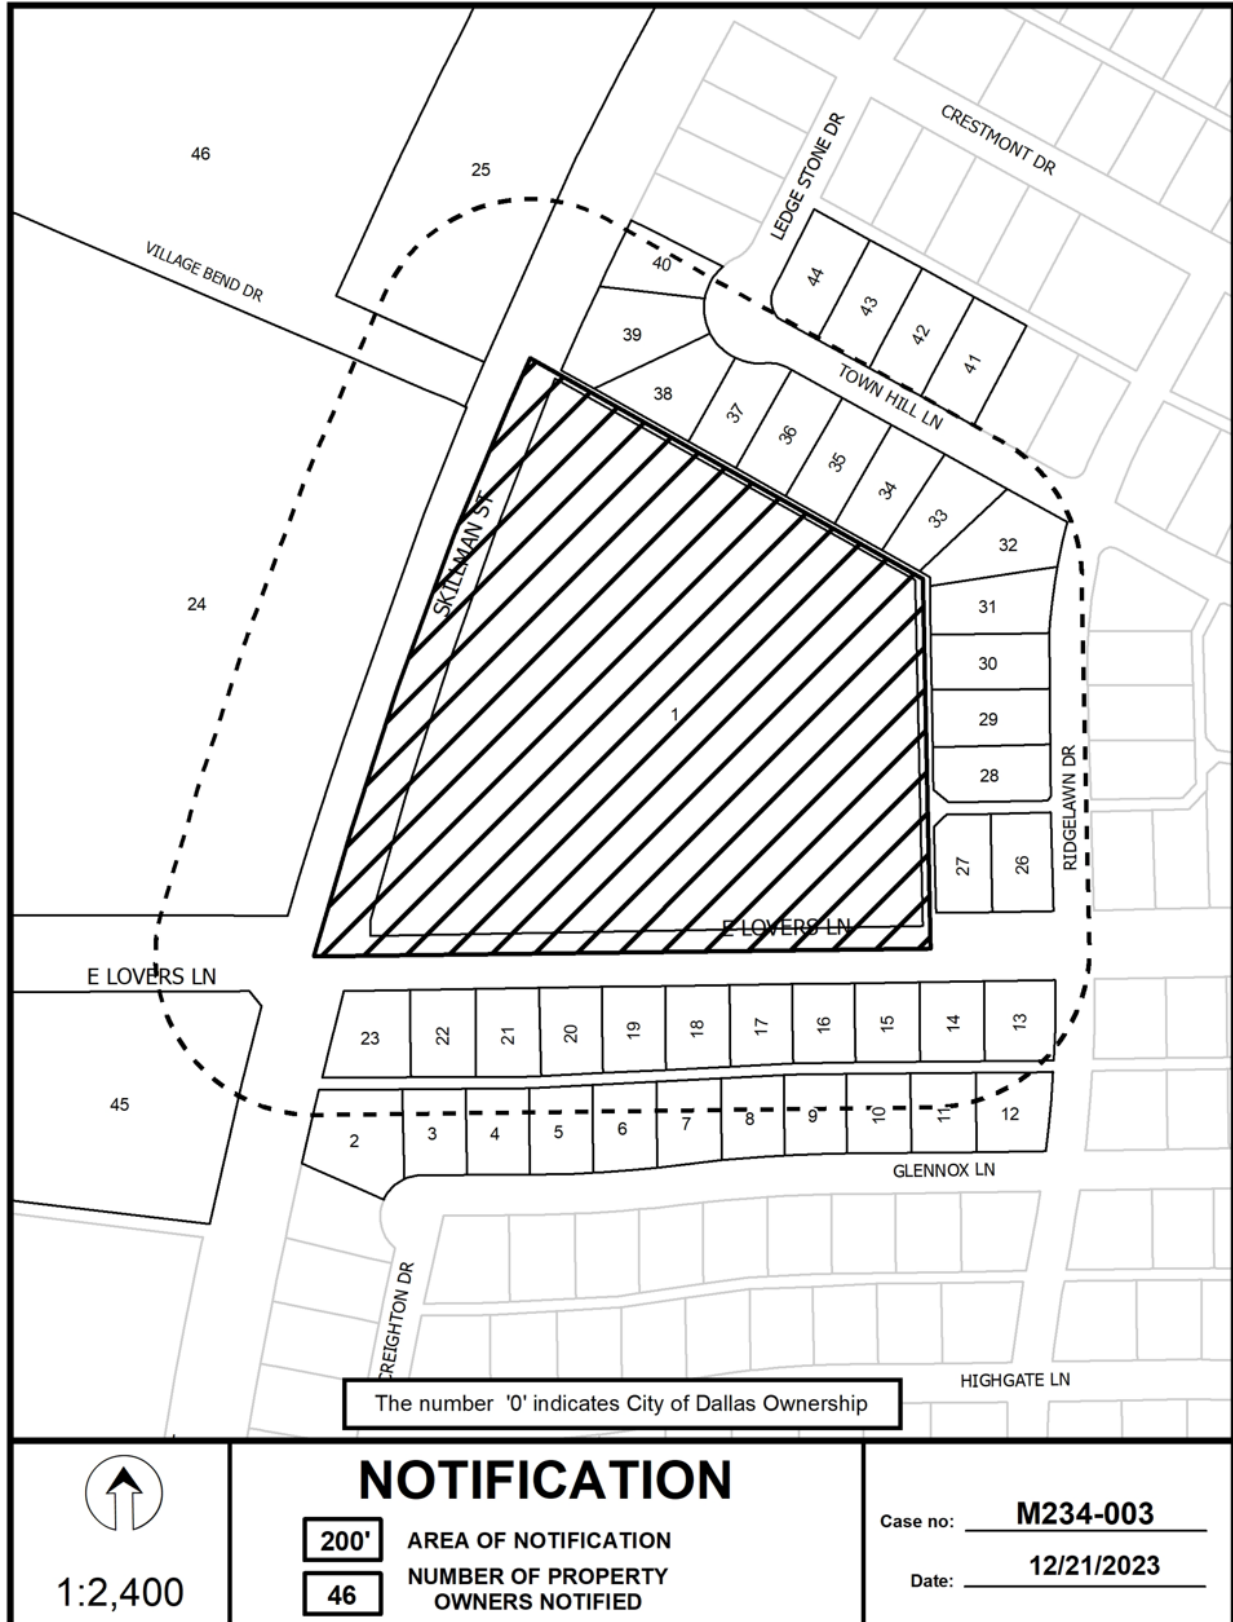 46
25
VILLAGE BEND DR
LEDGE STONE DR
CRESTMONT DR
40
44
43
42
41
39
38
TOWN HILL LN
37
36
35
34
33
32
SKILLMAN ST
24
31
30
29
28
1
RIDGELAWN DR
27
26
E LOVERS LN
E LOVERS LN
23
22
21
20
19
18
17
16
15
14
13
45
2
3
4
5
6
7
8
9
10
11
12
GLENNOX LN
CREIGHTON DR
HIGHGATE LN
The number '0' indicates City of Dallas Ownership
1:2,400
NOTIFICATION
200' AREA OF NOTIFICATION
46 NUMBER OF PROPERTY
OWNERS NOTIFIED
Case no: M234-003
Date: 12/21/2023